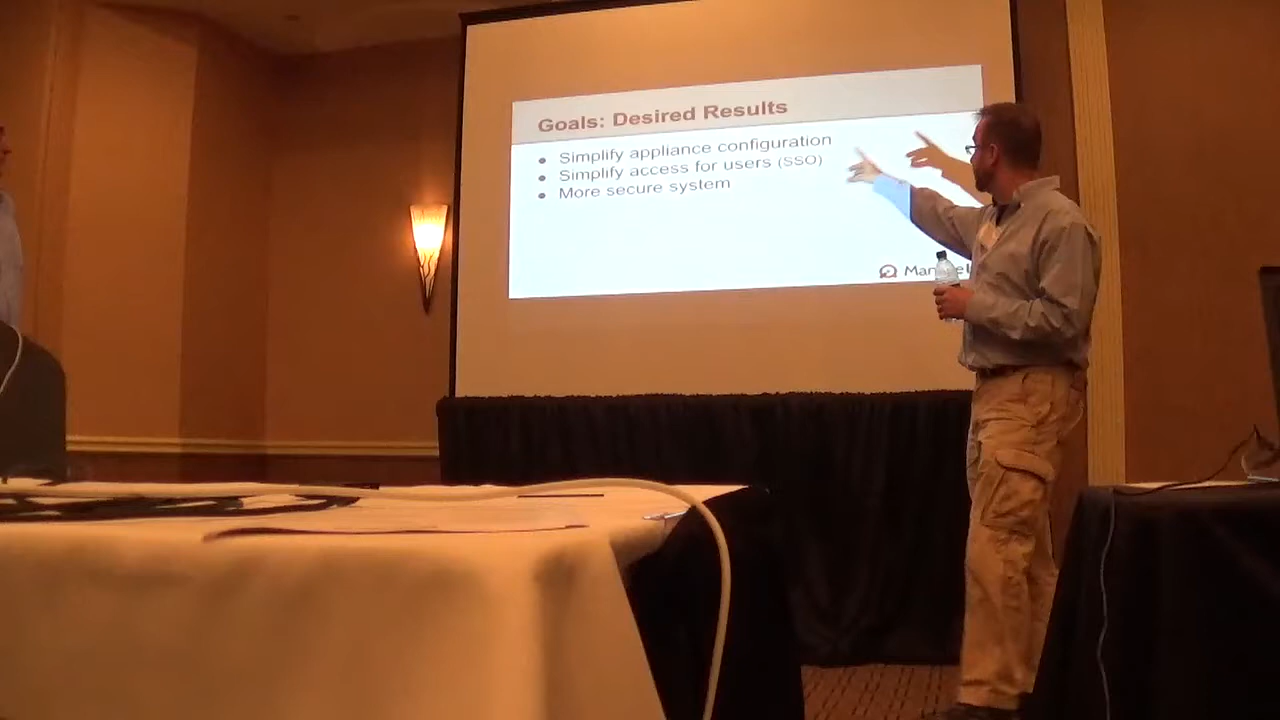 Goals: Desired Results
● Simplify appliance configuration
● Simplify access for users (SSO)
● More secure system